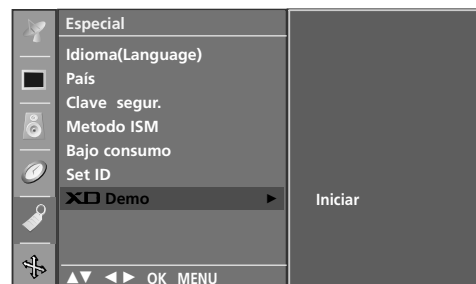 Especial
Idioma(Language)
País
Clave segur.
Metodo ISM
Bajo consumo
Set ID
XD Demo ► Iniciar
▲▼ ◄► OK MENU